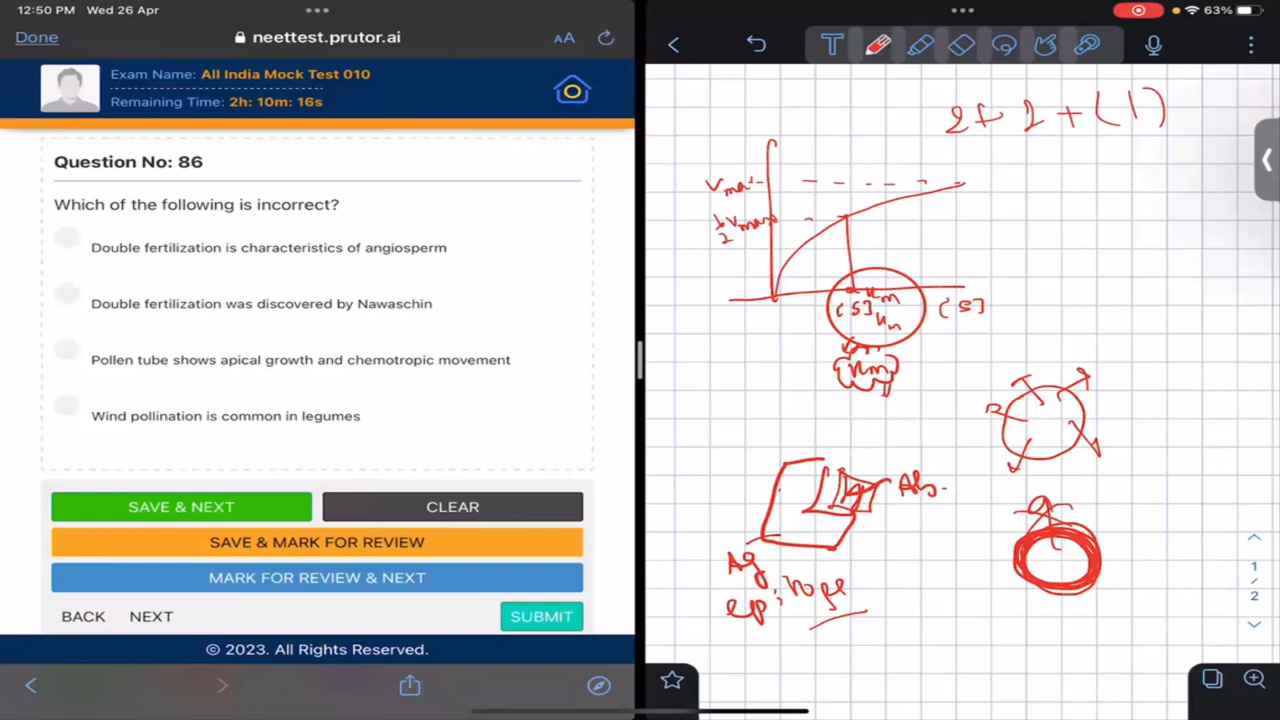 12:50 PM Wed 26 Apr
63%
Done
neettest.prutor.ai
AA
Exam Name: All India Mock Test 010
Remaining Time: 2h: 10m: 16s
Question No: 86
Which of the following is incorrect?
Double fertilization is characteristics of angiosperm
Double fertilization was discovered by Nawaschin
Pollen tube shows apical growth and chemotropic movement
Wind pollination is common in legumes
SAVE & NEXT
CLEAR
SAVE & MARK FOR REVIEW
MARK FOR REVIEW & NEXT
BACK
NEXT
SUBMIT
© 2023. All Rights Reserved.
T
2+ 2 + (1)
Vmax
Vmax
2
[S]
Km
[S]
Km
Ag
1
/
2